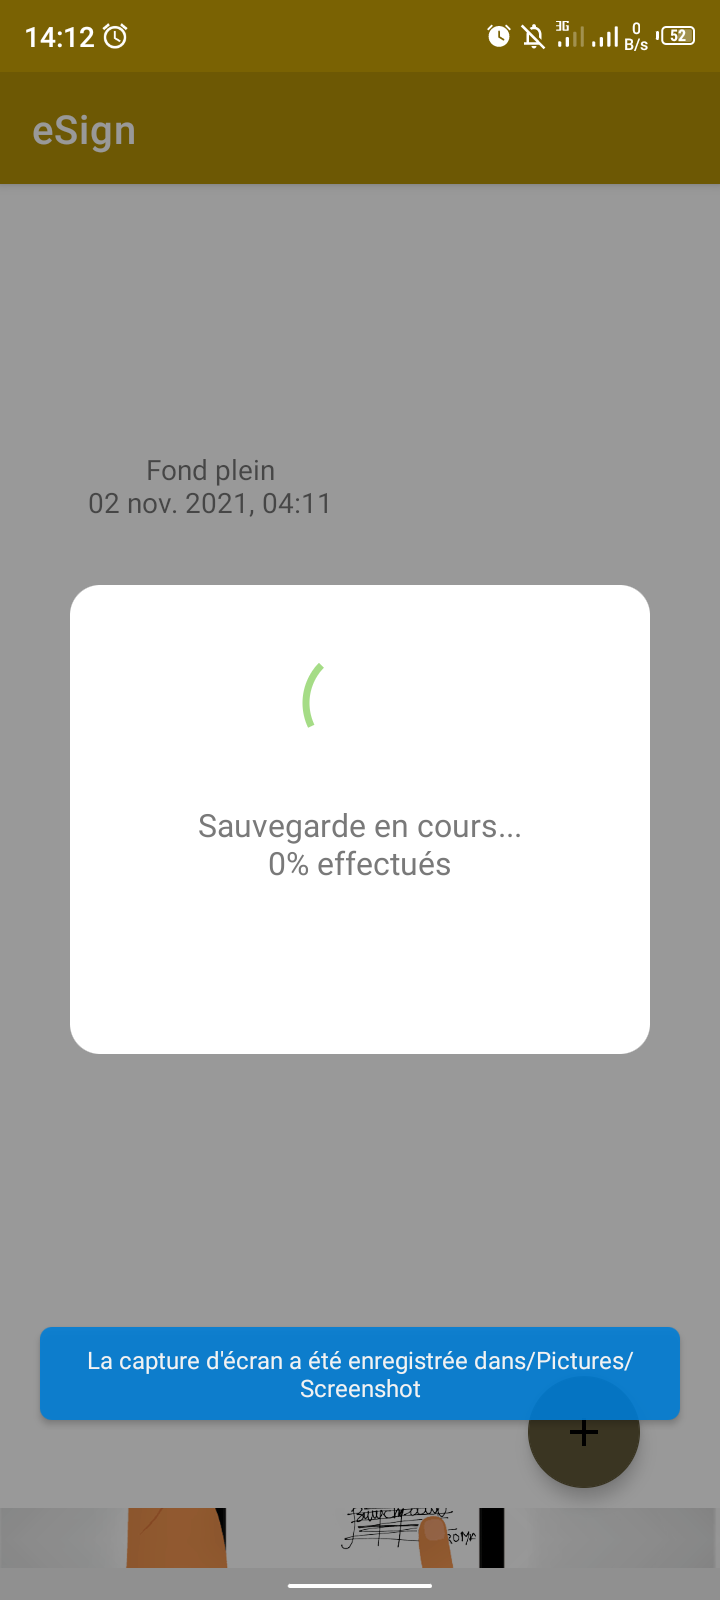 14:12
3G
0
B/s
52
eSign
Fond plein
02 nov. 2021, 04:11
Sauvegarde en cours...
0% effectués
La capture d'écran a été enregistrée dans/Pictures/
Screenshot